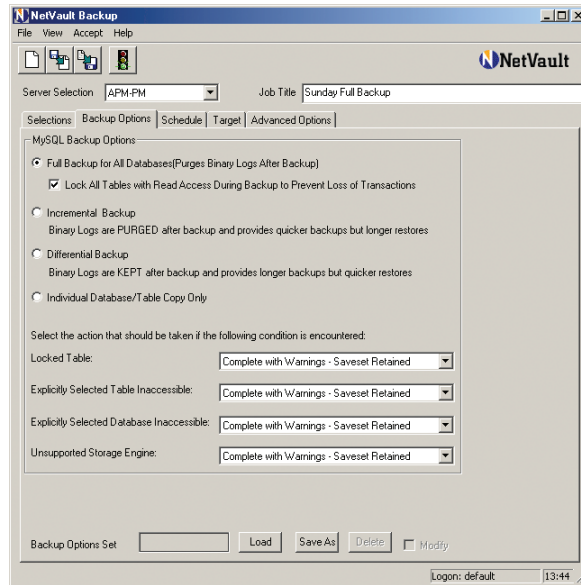 NetVault Backup
File View Accept Help
NetVault
Server Selection APM-PM Job Title Sunday Full Backup
Selections Backup Options Schedule Target Advanced Options
MySQL Backup Options
Full Backup for All Databases(Purges Binary Logs After Backup)
Lock All Tables with Read Access During Backup to Prevent Loss of Transactions
Incremental Backup
Binary Logs are PURGED after backup and provides quicker backups but longer restores
Differential Backup
Binary Logs are KEPT after backup and provides longer backups but quicker restores
Individual Database/Table Copy Only
Select the action that should be taken if the following condition is encountered:
Locked Table: Complete with Warnings - Saveset Retained
Explicitly Selected Table Inaccessible: Complete with Warnings - Saveset Retained
Explicitly Selected Database Inaccessible: Complete with Warnings - Saveset Retained
Unsupported Storage Engine: Complete with Warnings - Saveset Retained
Backup Options Set Load Save As Delete Modify
Logon: default 13:44